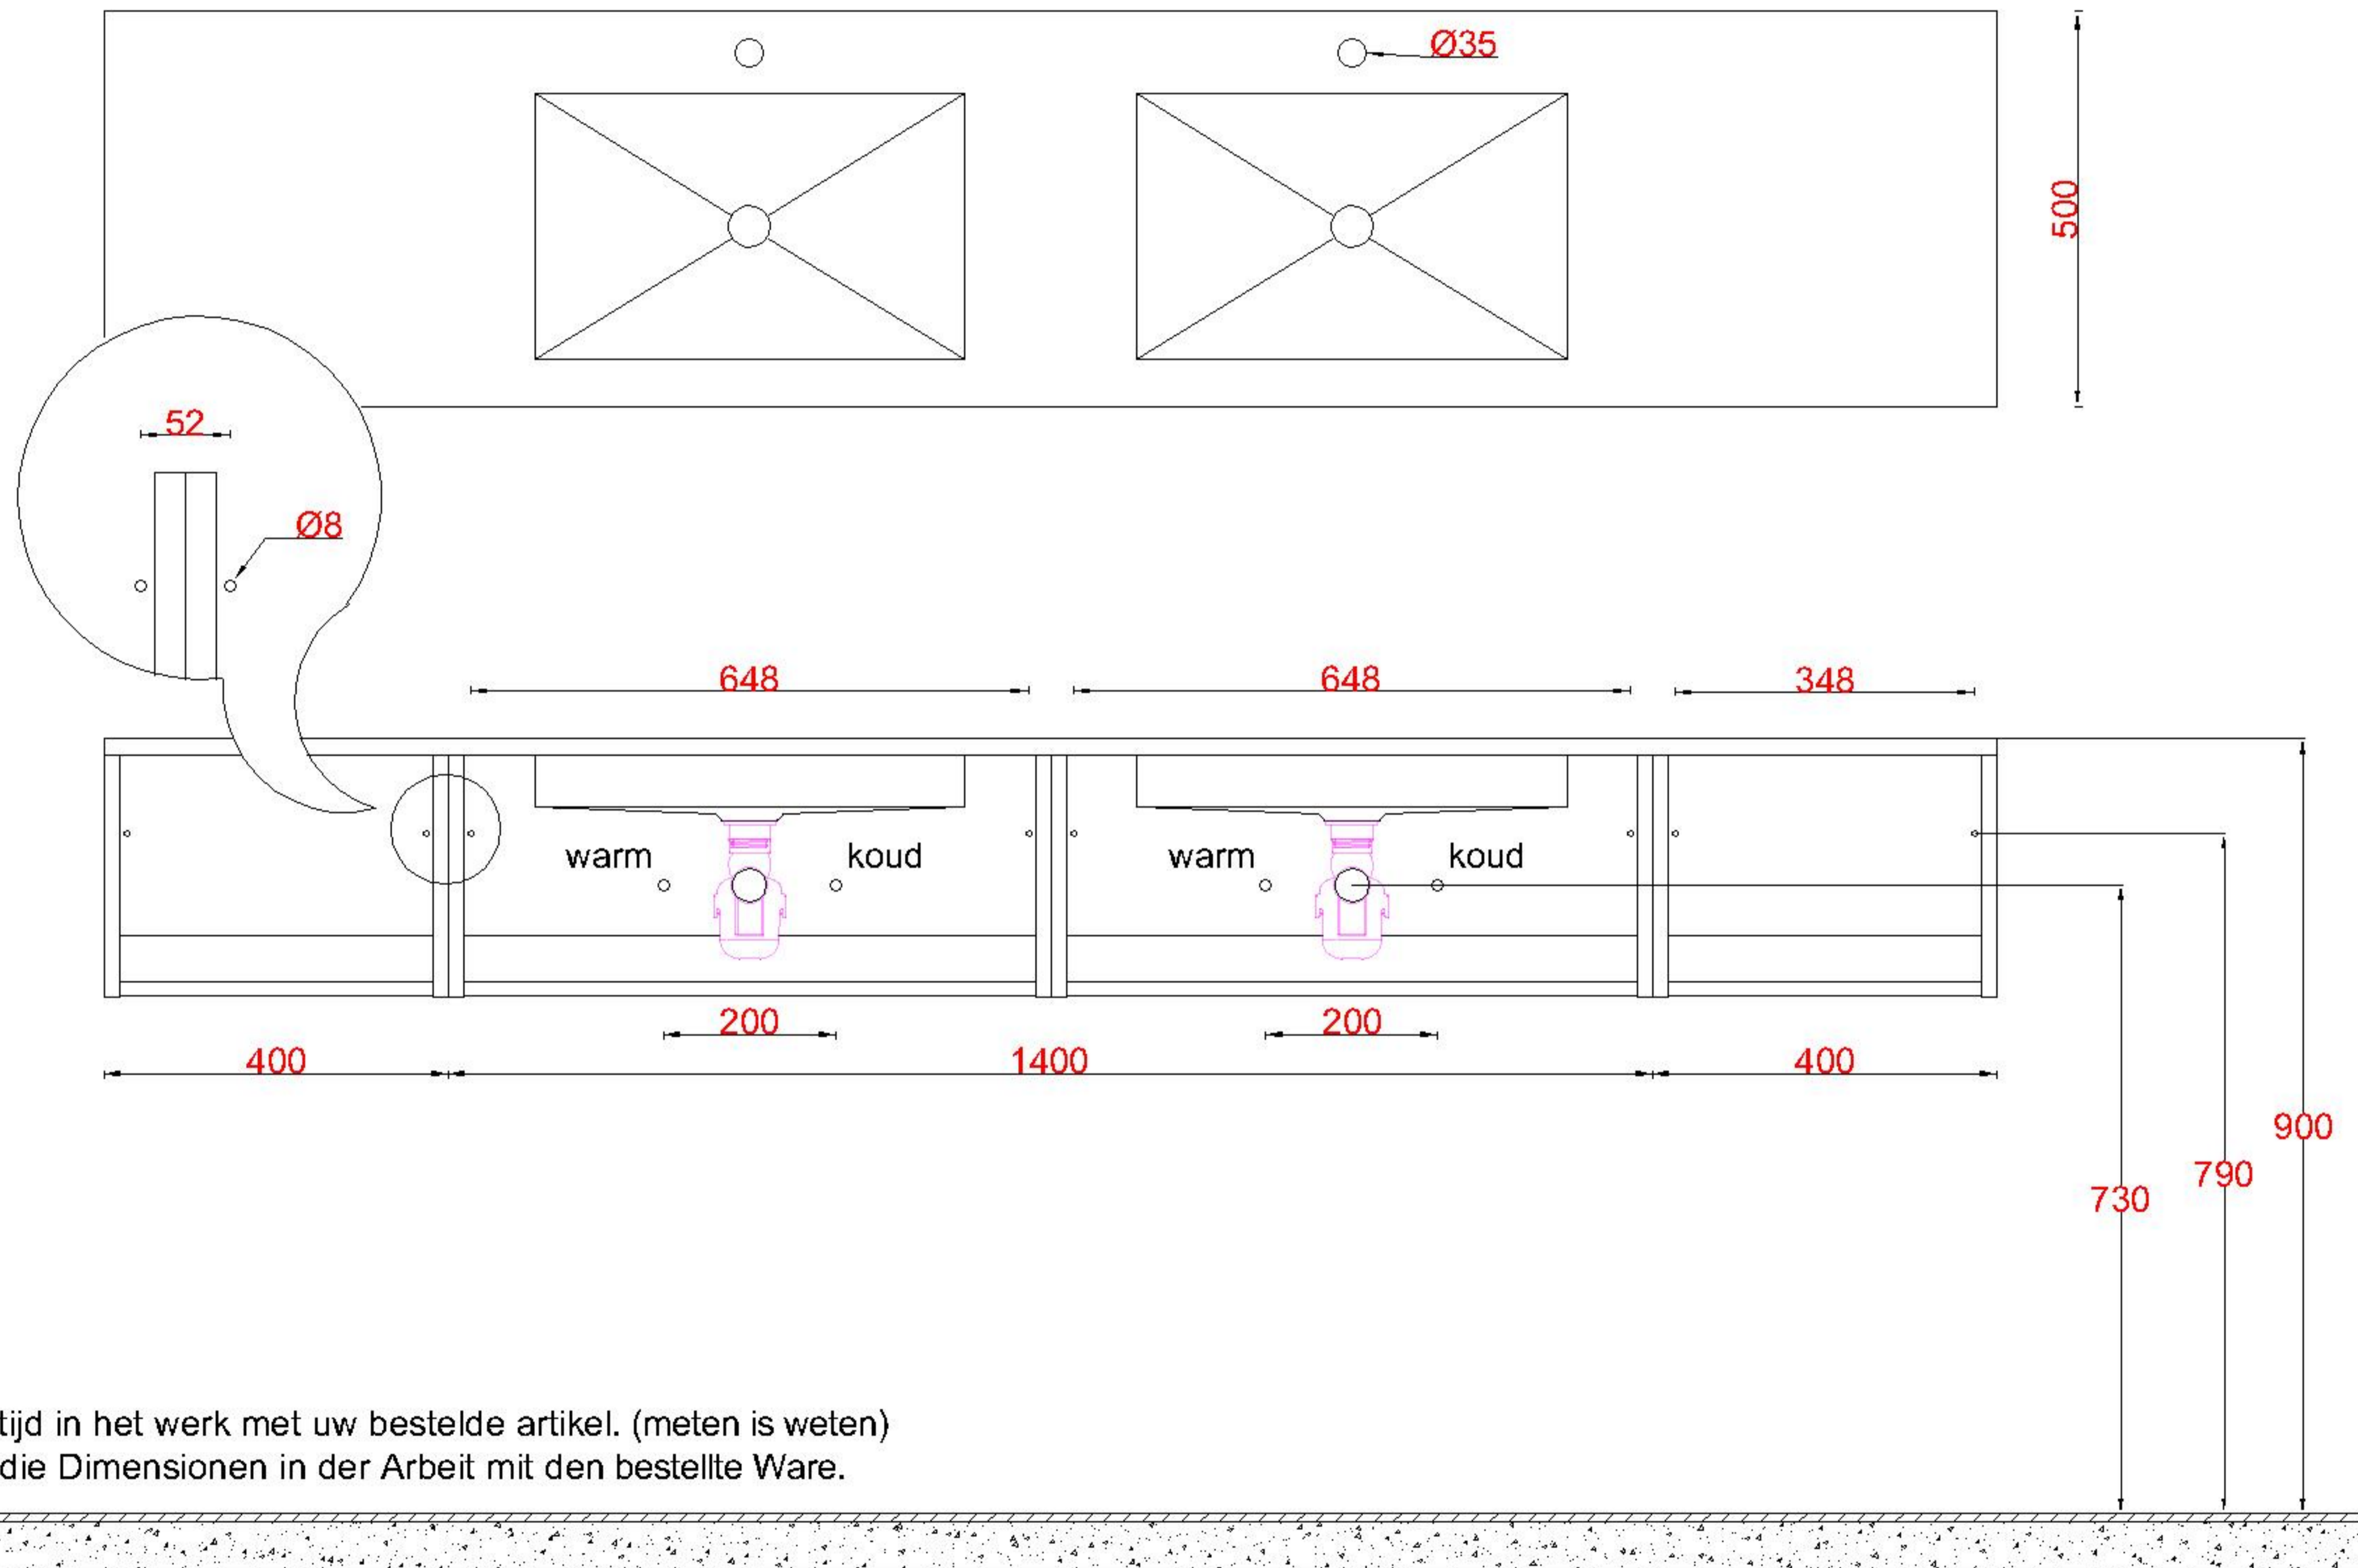 Ø35
500
52
Ø8
648
648
348
warm
koud
warm
koud
200
200
400
1400
400
900
790
730
tijd in het werk met uw bestelde artikel. (meten is weten)
die Dimensionen in der Arbeit mit den bestellte Ware.